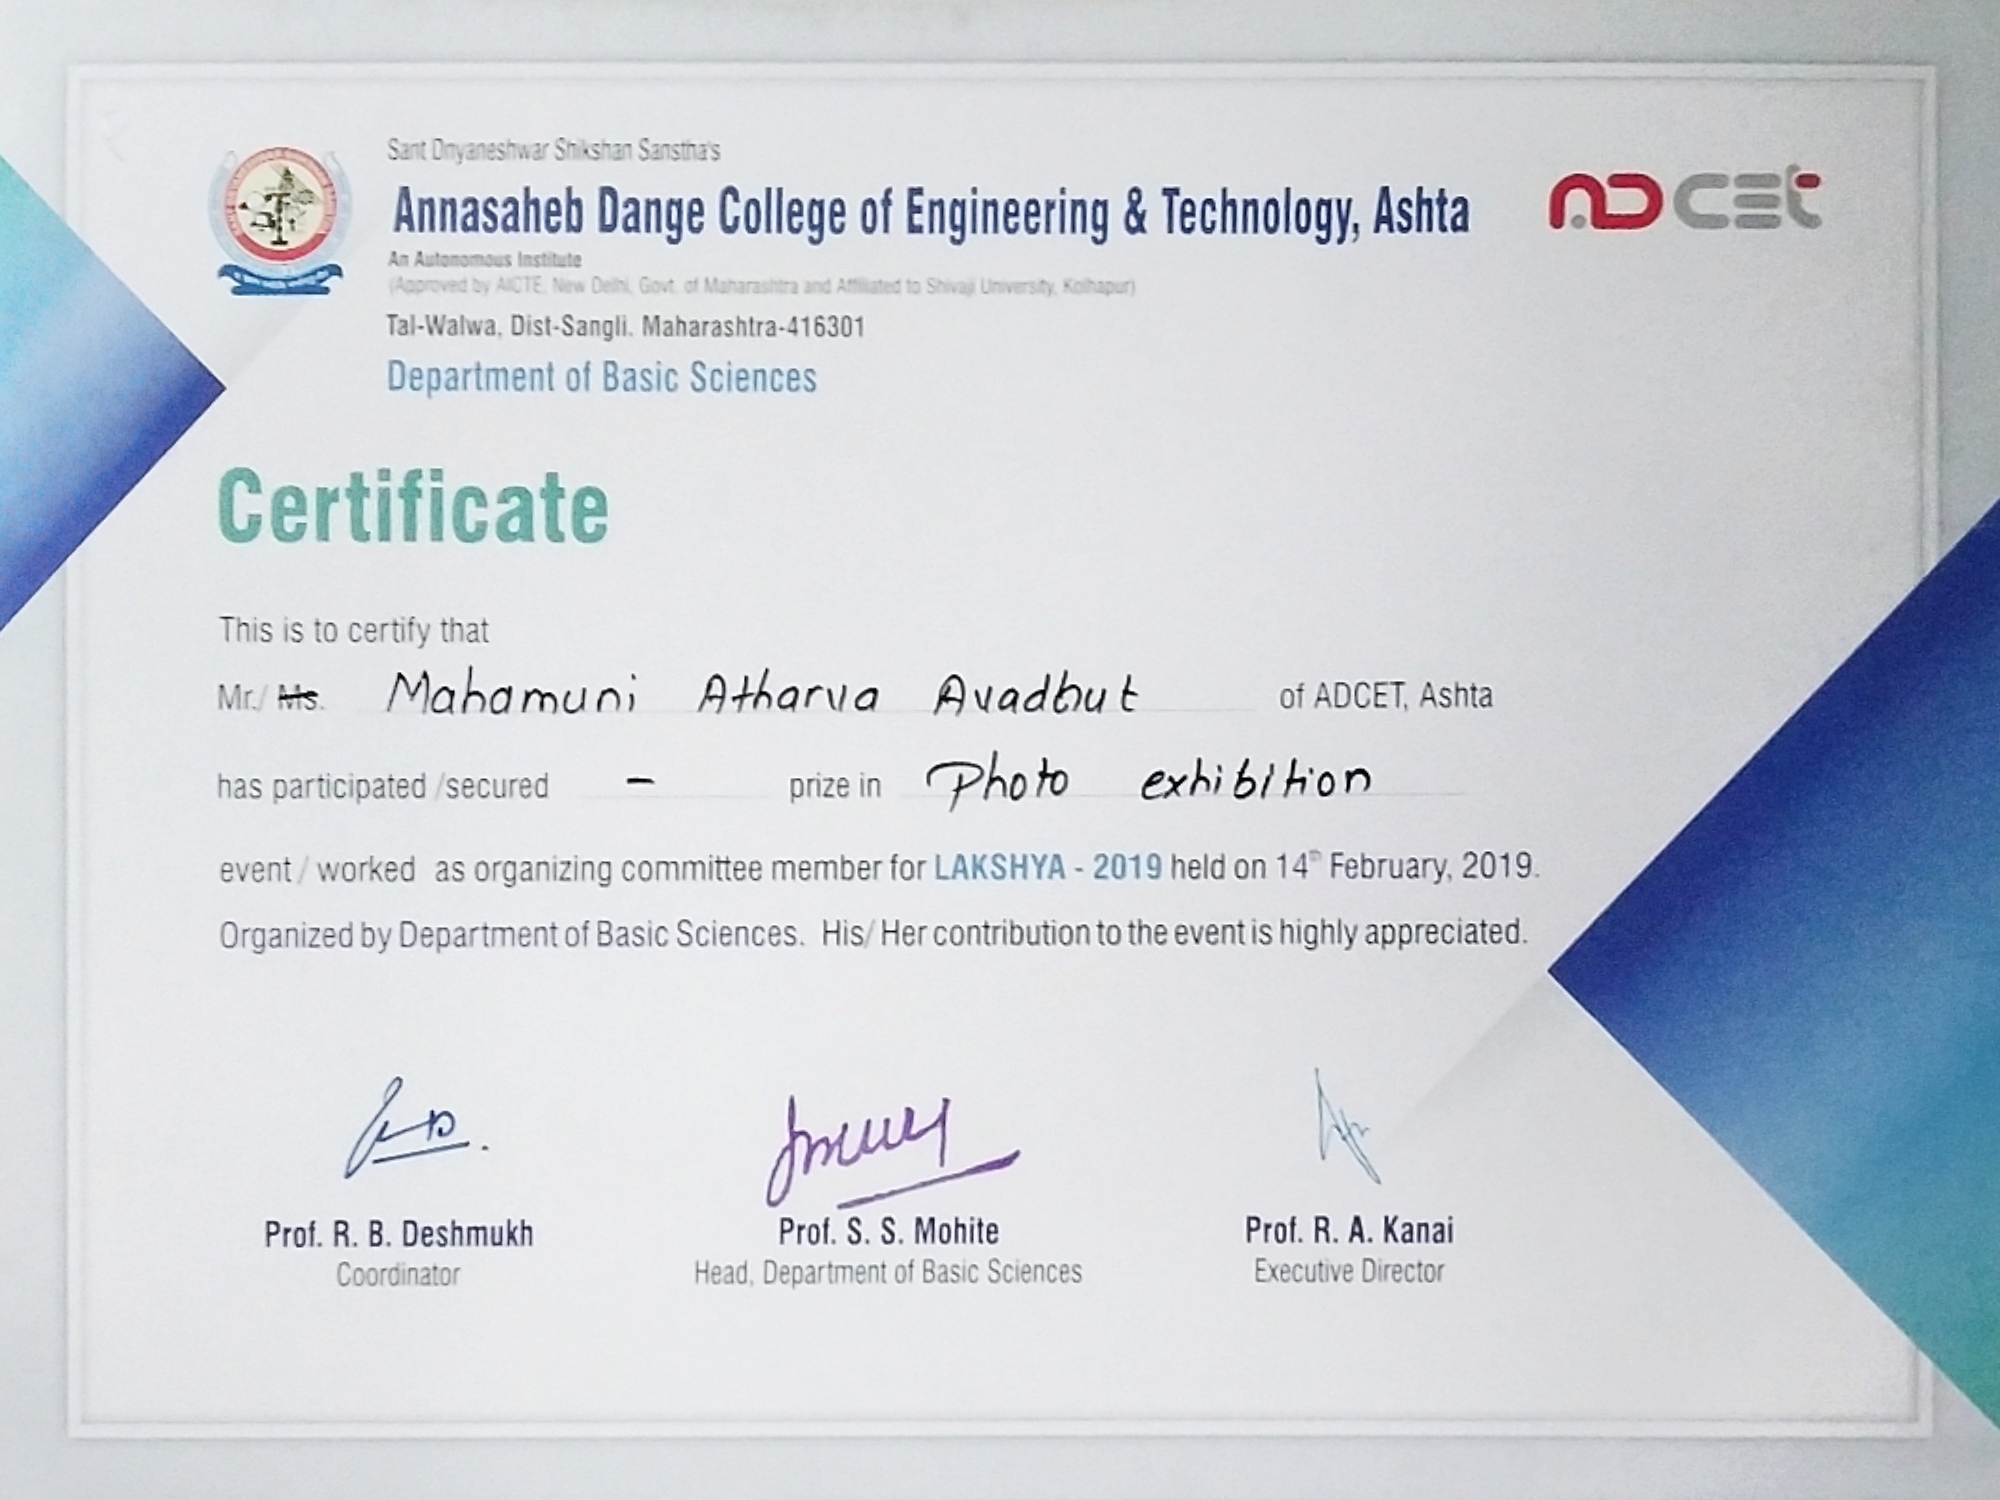 Sant Dnyaneshwar Shikshan Sanstha's
Annasaheb Dange College of Engineering & Technology, Ashta
ADCET
An Autonomous Institute
(Approved by AICTE, New Delhi, Govt. of Maharashtra and Affiliated to Shivaji University, Kolhapur)
Tal-Walwa, Dist-Sangli. Maharashtra-416301
Department of Basic Sciences
Certificate
This is to certify that
Mr./ Ms. Mahamuni Atharva Avadhut of ADCET, Ashta
has participated /secured - prize in Photo exhibition
event / worked as organizing committee member for LAKSHYA - 2019 held on 14th February, 2019.
Organized by Department of Basic Sciences. His/ Her contribution to the event is highly appreciated.
Prof. R. B. Deshmukh Prof. S. S. Mohite Prof. R. A. Kanai
Coordinator Head, Department of Basic Sciences Executive Director